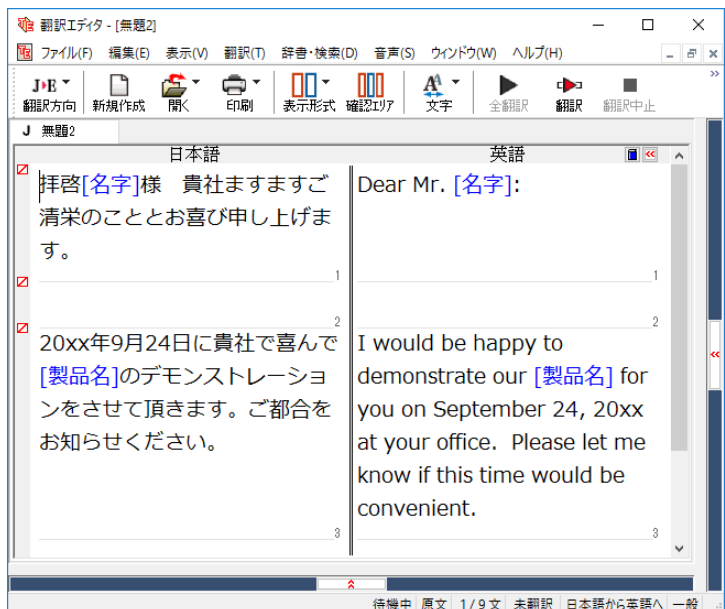 翻訳エディタ - [無題2]
ファイル(F) 編集(E) 表示(V) 翻訳(T) 辞書・検索(D) 音声(S) ウィンドウ(W) ヘルプ(H)
J▸E
翻訳方向 新規作成 開く 印刷 表示形式 確認エリア 文字 全翻訳 翻訳 翻訳中止
J 無題2
日本語
英語
拝啓[名字]様　貴社ますますご
清栄のこととお喜び申し上げま
す。
1
Dear Mr. [名字]:
1
2
2
20xx年9月24日に貴社で喜んで
[製品名]のデモンストレーショ
ンをさせて頂きます。ご都合を
お知らせください。
3
I would be happy to
demonstrate our [製品名] for
you on September 24, 20xx
at your office.  Please let me
know if this time would be
convenient.
3
待機中 原文 1/9文 未翻訳 日本語から英語へ 一般